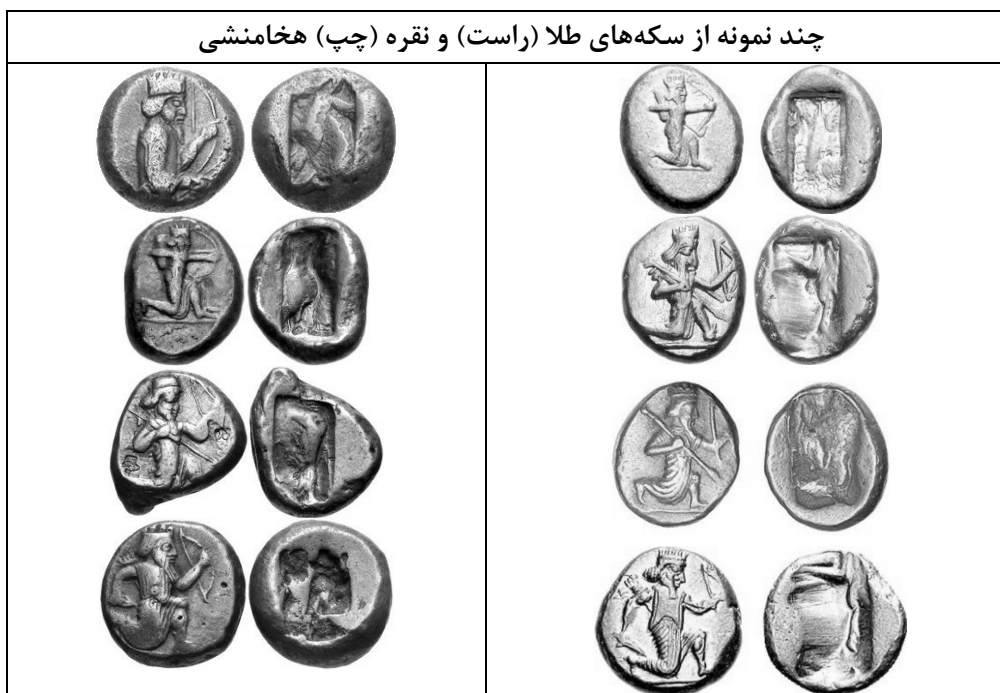 چند نمونه از سکه‌های طلا (راست) و نقره (چپ) هخامنشی